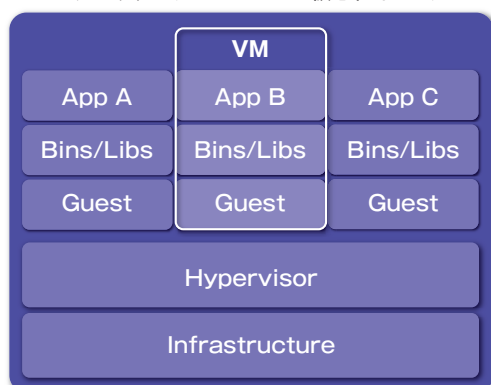 VM
App A App B App C
Bins/Libs Bins/Libs Bins/Libs
Guest Guest Guest
Hypervisor
Infrastructure